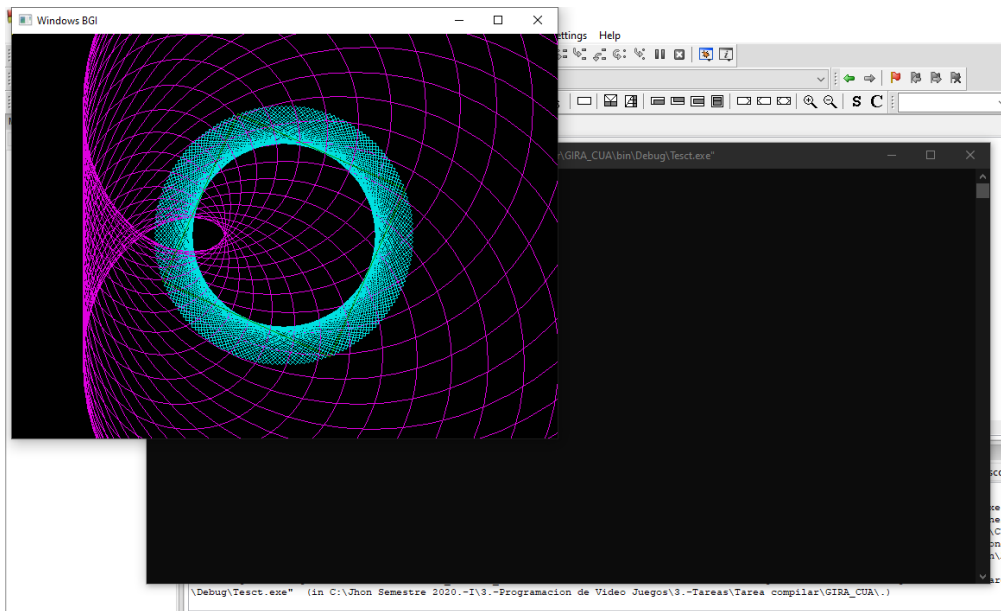 Windows BGI
ettings Help
S C
\GIRA_CUA\bin\Debug\Tesct.exe"
\Debug\Tesct.exe" (in C:\Jhon Semestre 2020.-I\3.-Programacion de Video Juegos\3.-Tareas\Tarea compilar\GIRA_CUA\.)